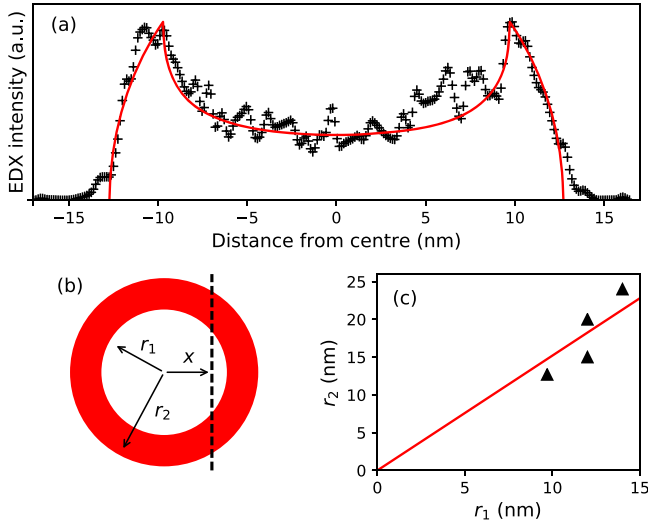 (a)
EDX intensity (a.u.)
−15 −10 −5 0 5 10 15
Distance from centre (nm)
(b)
r₁
x
r₂
(c)
25
20
15
10
5
0
r₂ (nm)
0 5 10 15
r₁ (nm)